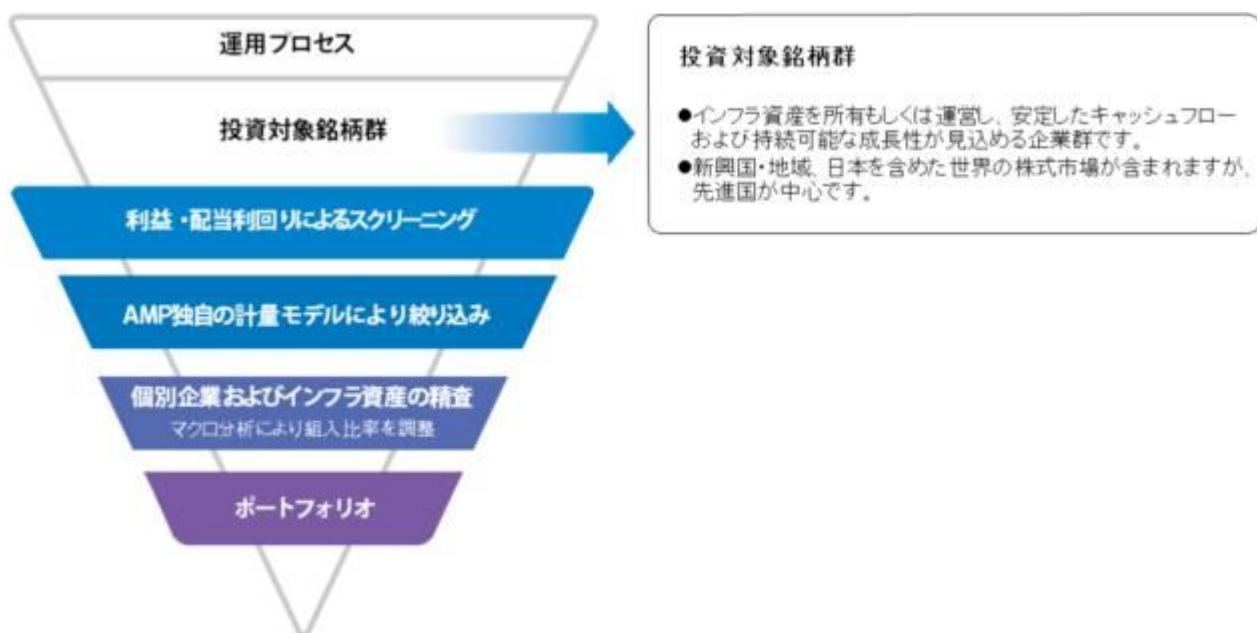 運用プロセス
投資対象銘柄群
利益・配当利回りによるスクリーニング
AMP独自の計量モデルにより絞り込み
個別企業およびインフラ資産の精査
マクロ分析により組入比率を調整
ポートフォリオ
投資対象銘柄群
●インフラ資産を所有もしくは運営し、安定したキャッシュフロー
および持続可能な成長性が見込める企業群です。
●新興国・地域、日本を含めた世界の株式市場が含まれますが、
先進国が中心です。